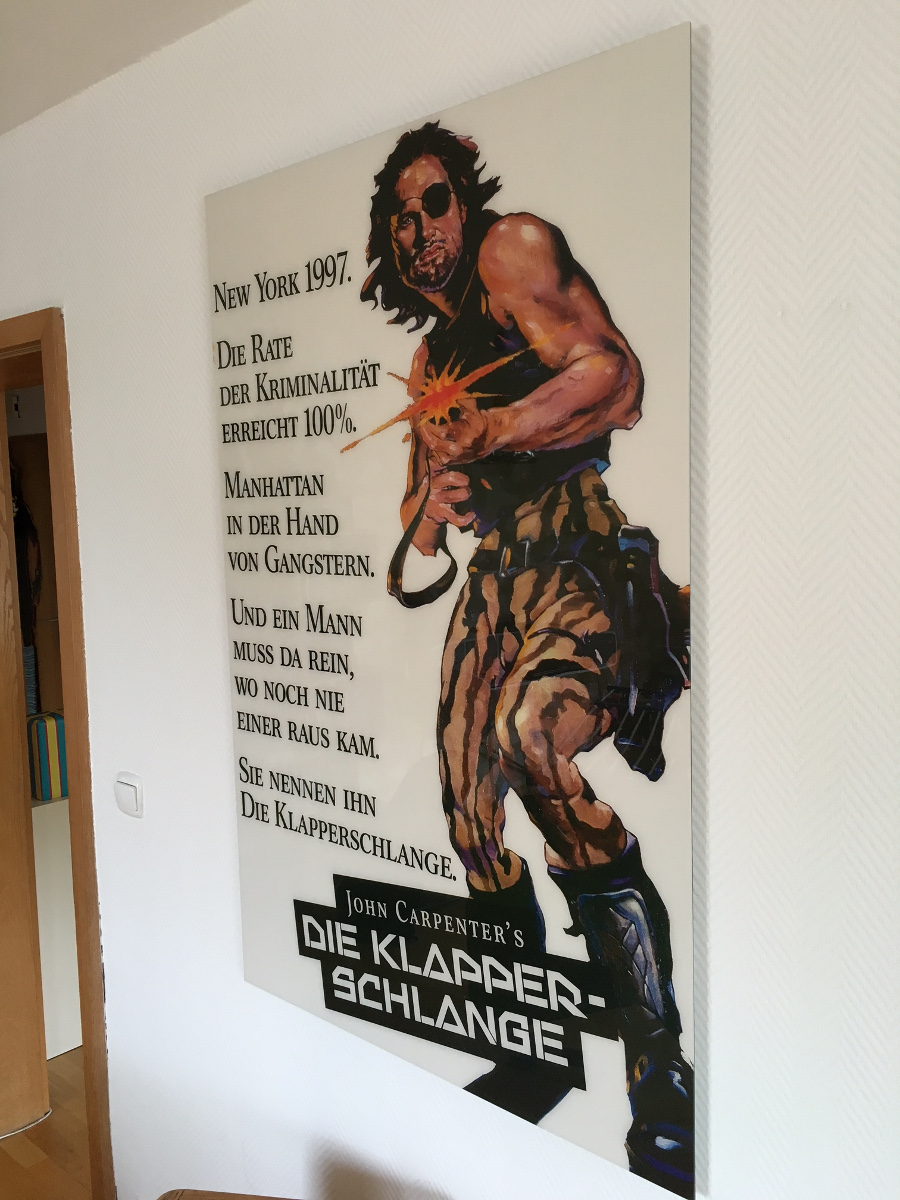 New York 1997.
Die Rate
der Kriminalität
erreicht 100%.
Manhattan
in der Hand
von Gangstern.
Und ein Mann
muss da rein,
wo noch nie
einer raus kam.
Sie nennen ihn
Die Klapperschlange.
John Carpenter's
DIE KLAPPER-
SCHLANGE